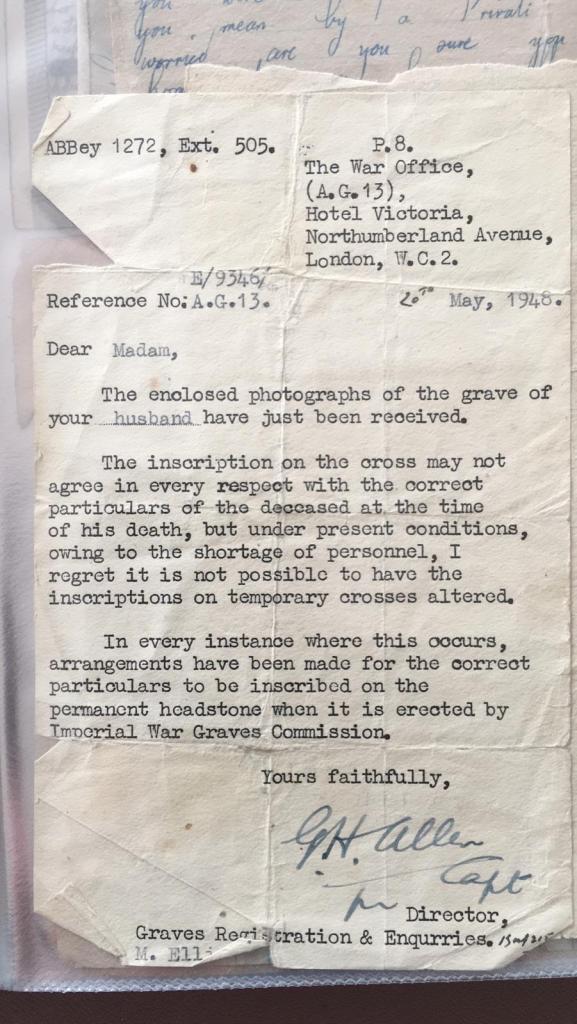 you
you. mean by / a Privati
worried are you sure you
ABBey 1272, Ext. 505.
P.8.
The War Office,
(A.G.13),
Hotel Victoria,
Northumberland Avenue,
London, W.C.2.
E/9346/
Reference No: A.G.13.
20th May, 1948.
Dear Madam,
The enclosed photographs of the grave of
your husband have just been received.
The inscription on the cross may not
agree in every respect with the correct
particulars of the deceased at the time
of his death, but under present conditions,
owing to the shortage of personnel, I
regret it is not possible to have the
inscriptions on temporary crosses altered.
In every instance where this occurs,
arrangements have been made for the correct
particulars to be inscribed on the
permanent headstone when it is erected by
Imperial War Graves Commission.
Yours faithfully,
G.H. Allen
Capt
for
Director,
Graves Registration & Enqurries.
M. Ell